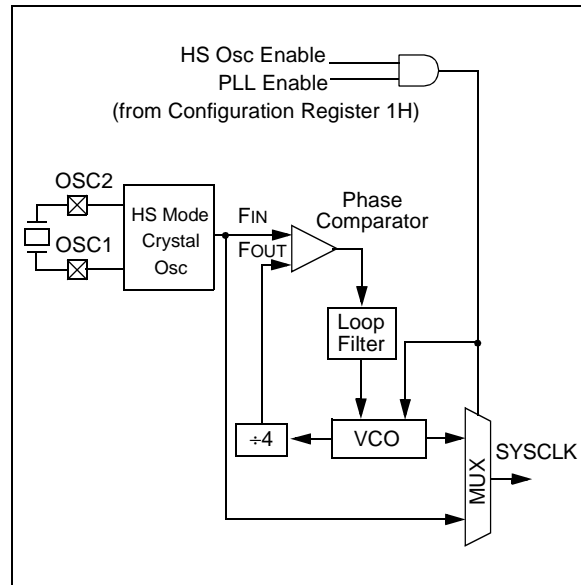 HS Osc Enable
PLL Enable
(from Configuration Register 1H)
OSC2
OSC1
HS Mode
Crystal
Osc
FIN
FOUT
Phase
Comparator
Loop
Filter
÷4
VCO
MUX
SYSCLK